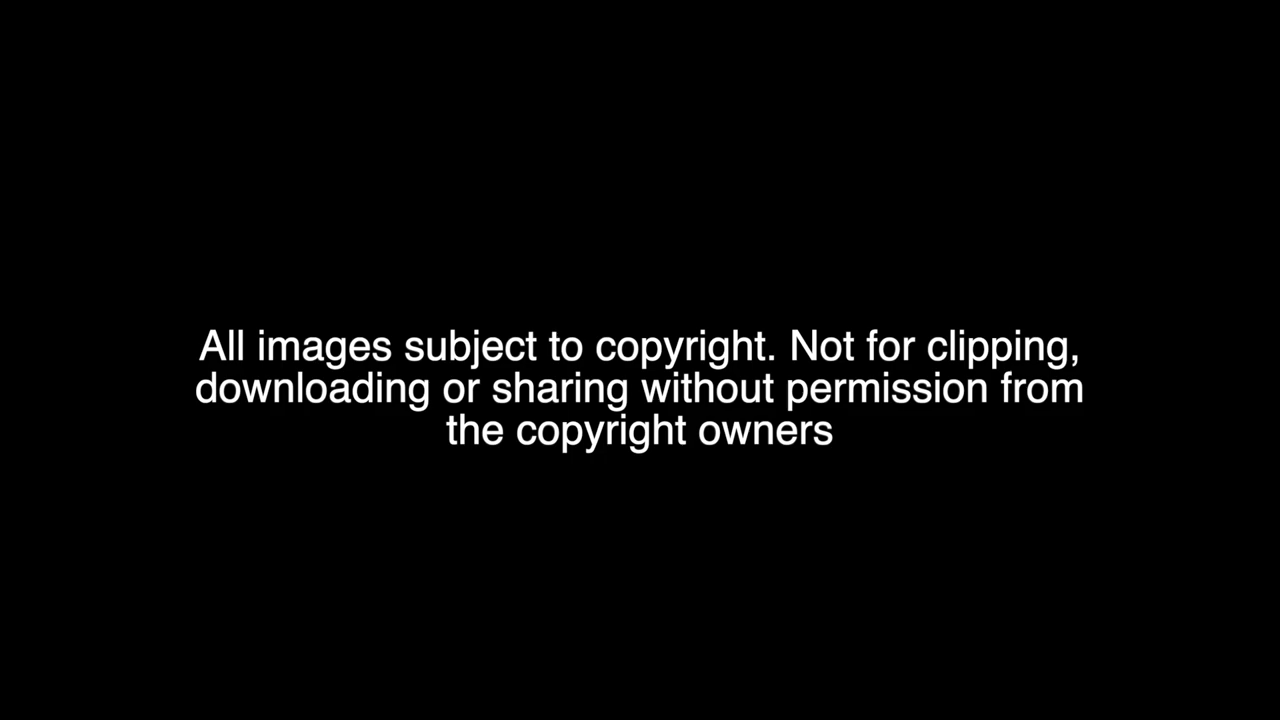 All images subject to copyright. Not for clipping,
downloading or sharing without permission from
the copyright owners